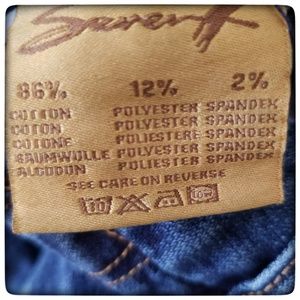 Seven7
86% 12% 2%
COTTON POLYESTER SPANDEX
COTON POLYESTER SPANDEX
COTONE POLIESTERE SPANDEX
BAUMWOLLE POLYESTER SPANDEX
ALGODON POLIESTER SPANDEX
SEE CARE ON REVERSE